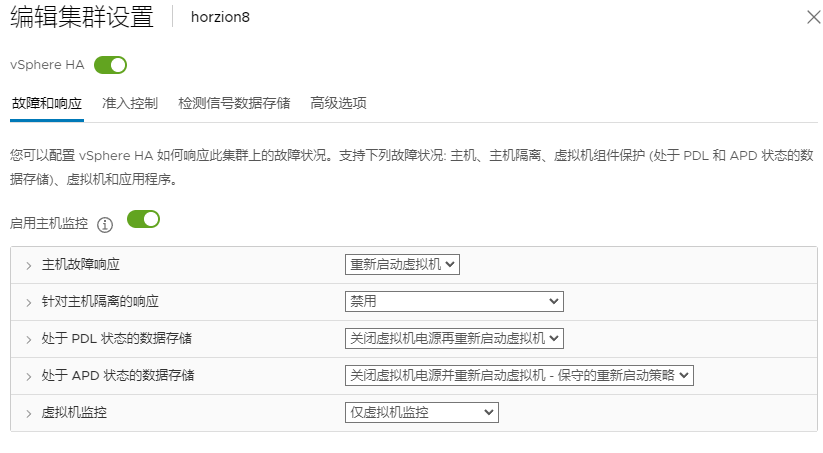 编辑集群设置 horzion8
vSphere HA
故障和响应 准入控制 检测信号数据存储 高级选项
您可以配置 vSphere HA 如何响应此集群上的故障状况。支持下列故障状况: 主机、主机隔离、虚拟机组件保护 (处于 PDL 和 APD 状态的数
据存储)、虚拟机和应用程序。
启用主机监控
主机故障响应 重新启动虚拟机
针对主机隔离的响应 禁用
处于 PDL 状态的数据存储 关闭虚拟机电源再重新启动虚拟机
处于 APD 状态的数据存储 关闭虚拟机电源并重新启动虚拟机 - 保守的重新启动策略
虚拟机监控 仅虚拟机监控